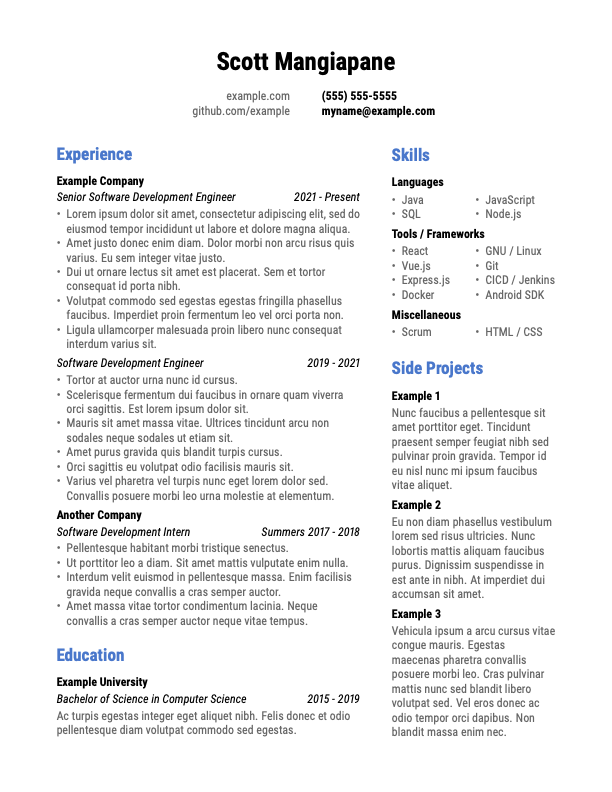 Scott Mangiapane
example.com
github.com/example
(555) 555-5555
myname@example.com
Experience
Example Company
Senior Software Development Engineer 2021 - Present
• Lorem ipsum dolor sit amet, consectetur adipiscing elit, sed do
eiusmod tempor incididunt ut labore et dolore magna aliqua.
• Amet justo donec enim diam. Dolor morbi non arcu risus quis
varius. Eu sem integer vitae justo.
• Dui ut ornare lectus sit amet est placerat. Sem et tortor
consequat id porta nibh.
• Volutpat commodo sed egestas egestas fringilla phasellus
faucibus. Imperdiet proin fermentum leo vel orci porta non.
• Ligula ullamcorper malesuada proin libero nunc consequat
interdum varius sit.
Software Development Engineer 2019 - 2021
• Tortor at auctor urna nunc id cursus.
• Scelerisque fermentum dui faucibus in ornare quam viverra
orci sagittis. Est lorem ipsum dolor sit.
• Mauris sit amet massa vitae. Ultrices tincidunt arcu non
sodales neque sodales ut etiam sit.
• Amet purus gravida quis blandit turpis cursus.
• Orci sagittis eu volutpat odio facilisis mauris sit.
• Varius vel pharetra vel turpis nunc eget lorem dolor sed.
Convallis posuere morbi leo urna molestie at elementum.
Another Company
Software Development Intern Summers 2017 - 2018
• Pellentesque habitant morbi tristique senectus.
• Ut porttitor leo a diam. Sit amet mattis vulputate enim nulla.
• Interdum velit euismod in pellentesque massa. Enim facilisis
gravida neque convallis a cras semper auctor.
• Amet massa vitae tortor condimentum lacinia. Neque
convallis a cras semper auctor neque vitae tempus.
Education
Example University
Bachelor of Science in Computer Science 2015 - 2019
Ac turpis egestas integer eget aliquet nibh. Felis donec et odio
pellentesque diam volutpat commodo sed egestas.
Skills
Languages
• Java • JavaScript
• SQL • Node.js
Tools / Frameworks
• React • GNU / Linux
• Vue.js • Git
• Express.js • CICD / Jenkins
• Docker • Android SDK
Miscellaneous
• Scrum • HTML / CSS
Side Projects
Example 1
Nunc faucibus a pellentesque sit
amet porttitor eget. Tincidunt
praesent semper feugiat nibh sed
pulvinar proin gravida. Tempor id
eu nisl nunc mi ipsum faucibus
vitae aliquet.
Example 2
Eu non diam phasellus vestibulum
lorem sed risus ultricies. Nunc
lobortis mattis aliquam faucibus
purus. Dignissim suspendisse in
est ante in nibh. At imperdiet dui
accumsan sit amet.
Example 3
Vehicula ipsum a arcu cursus vitae
congue mauris. Egestas
maecenas pharetra convallis
posuere morbi leo. Cras pulvinar
mattis nunc sed blandit libero
volutpat sed. Vel eros donec ac
odio tempor orci dapibus. Non
blandit massa enim nec.